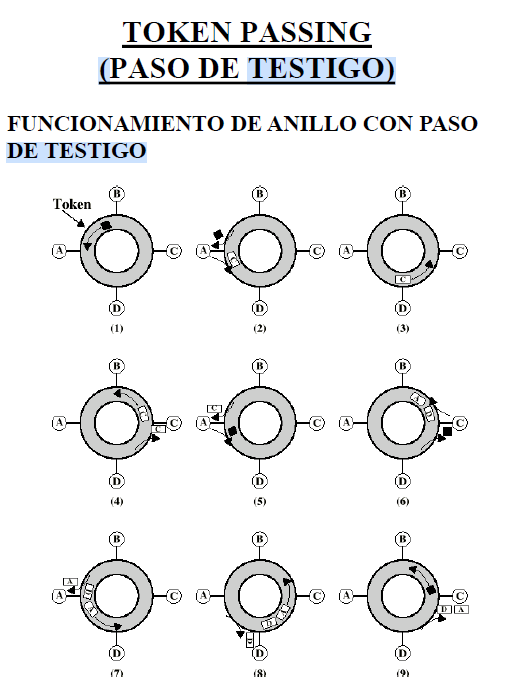 TOKEN PASSING
(PASO DE TESTIGO)
FUNCIONAMIENTO DE ANILLO CON PASO
DE TESTIGO
B B B
Token
A C A C A C
C
C
D D D
(1) (2) (3)
B B B
C A
C D
A C A C A C
C
D D D
(4) (5) (6)
B B B
A
D
A C A C A C
A
A
D
D A
D
D D D
(7) (8) (9)